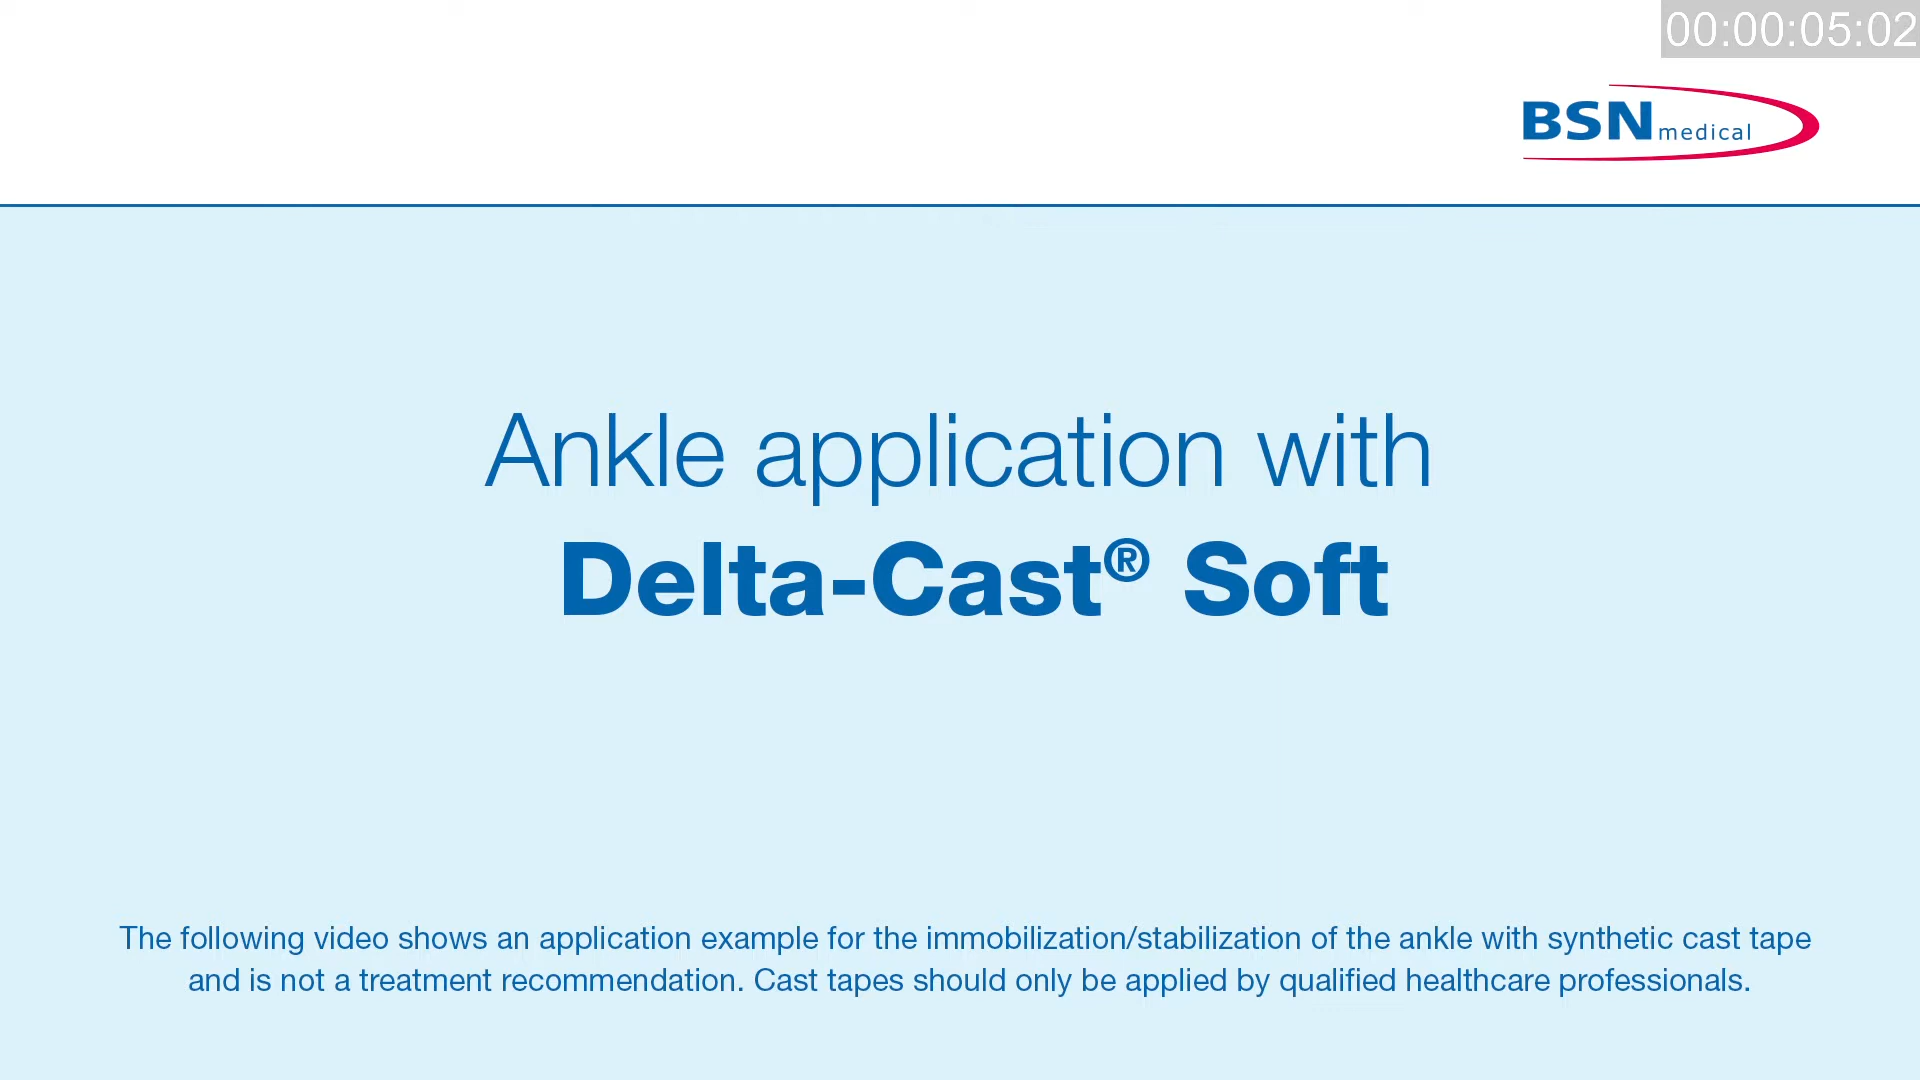 00:00:05:02
BSN medical
Ankle application with
Delta-Cast® Soft
The following video shows an application example for the immobilization/stabilization of the ankle with synthetic cast tape
and is not a treatment recommendation. Cast tapes should only be applied by qualified healthcare professionals.